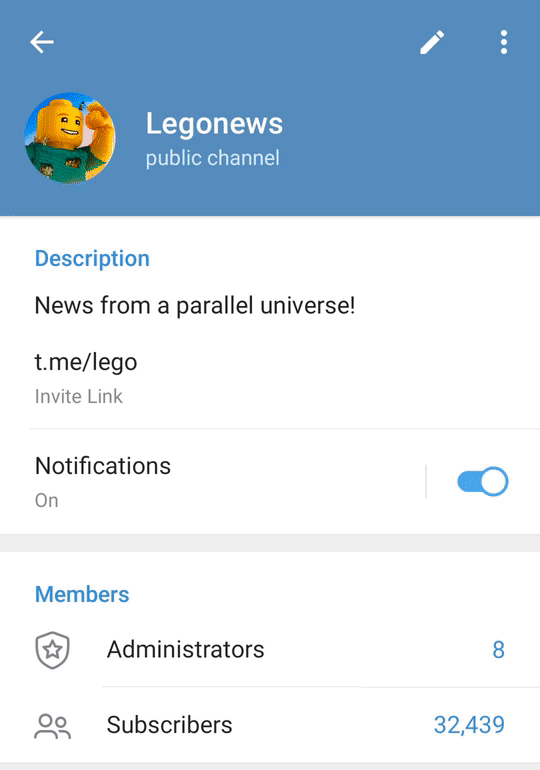 Legonews
public channel
Description
News from a parallel universe!
t.me/lego
Invite Link
Notifications
On
Members
Administrators 8
Subscribers 32,439